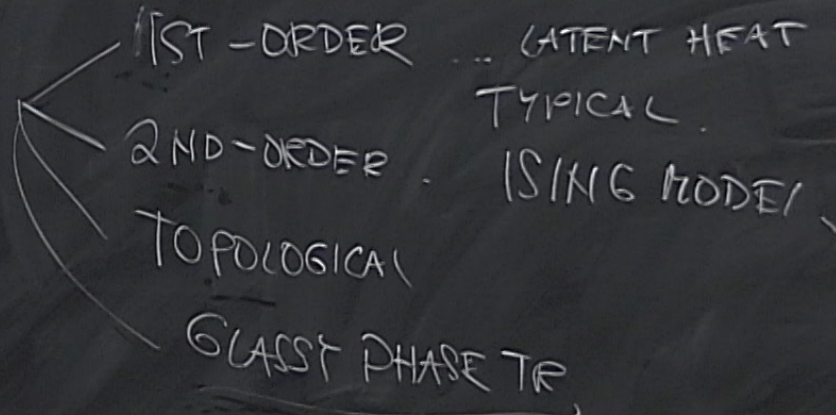 1ST-ORDER ... LATENT HEAT
TYPICAL.
2ND-ORDER. ISING MODEL
TOPOLOGICAL
GLASSY PHASE TR.